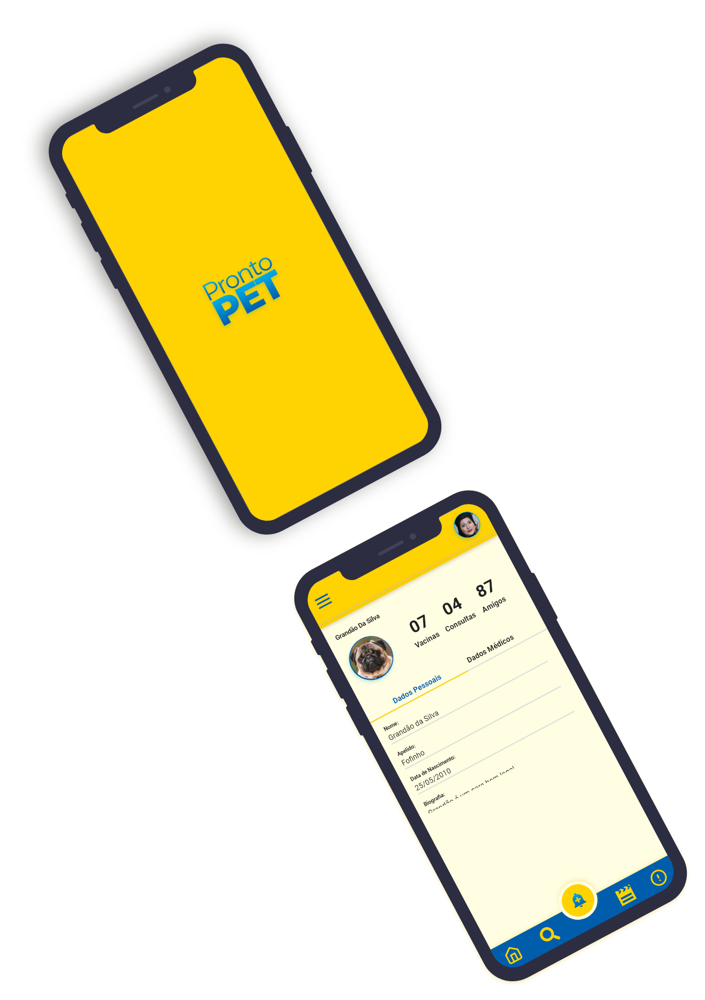 Pronto
PET
Grandão Da Silva
07
Vacinas
04
Consultas
87
Amigos
Dados Pessoais
Dados Médicos
Nome:
Grandão da Silva
Apelido:
Fofinho
Data de Nascimento:
25/05/2010
Biografia:
Grandão é um cara bem legal